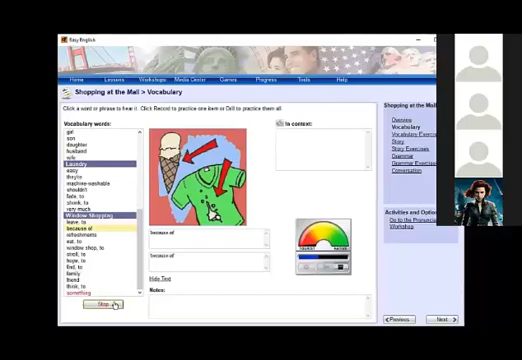 Easy English
Home Lessons Workshops Media Center Games Progress Tools Help
Shopping at the Mall > Vocabulary
Click a word or phrase to hear it. Click Record to practice one item or Drill to practice them all.
Vocabulary words:
girl
son
daughter
husband
wife
Laundry
easy
machine-washable
shouldn't
fade, to
shrink, to
very much
Window Shopping
leave, to
because of
refreshments
eat, to
window shop, to
stroll, to
hope, to
find, to
family
friend
think, to
something
Stop
because of
because of
Hide Text
Notes:
In context:
Shopping at the Mall
Overview
Vocabulary
Vocabulary Exercises
Story
Story Exercises
Grammar
Grammar Exercises
Conversation
Activities and Options
Go to the Pronunciation
Workshop
Previous
Next